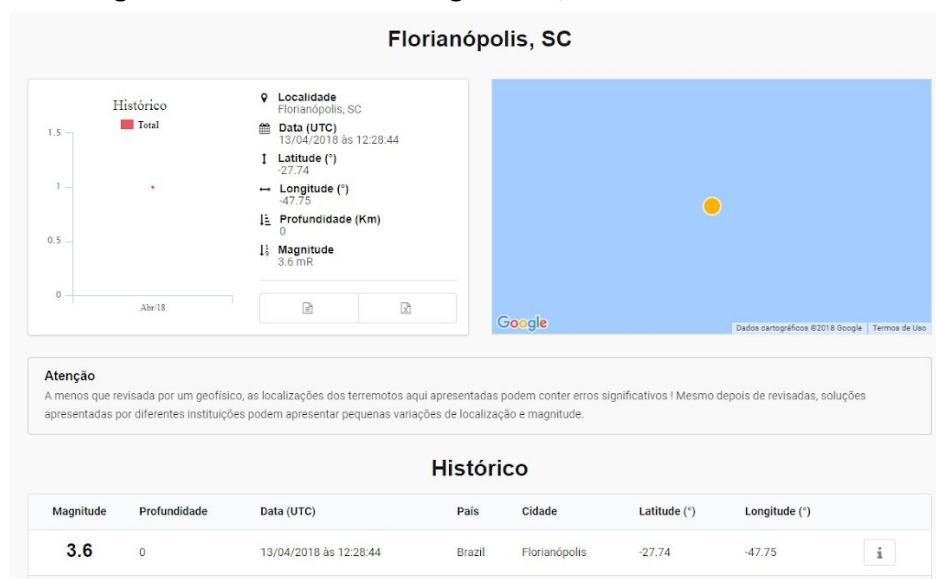 Florianópolis, SC
Histórico
Total
1.5
1
0.5
0
Abr/18
Localidade
Florianópolis, SC
Data (UTC)
13/04/2018 às 12:28:44
Latitude (°)
-27.74
Longitude (°)
-47.75
Profundidade (Km)
0
Magnitude
3.6 mR
Google
Dados cartográficos ©2018 Google Termos de Uso
Atenção
A menos que revisada por um geofísico, as localizações dos terremotos aqui apresentadas podem conter erros significativos ! Mesmo depois de revisadas, soluções
apresentadas por diferentes instituições podem apresentar pequenas variações de localização e magnitude.
Histórico
Magnitude Profundidade Data (UTC) País Cidade Latitude (°) Longitude (°)
3.6 0 13/04/2018 às 12:28:44 Brazil Florianópolis -27.74 -47.75